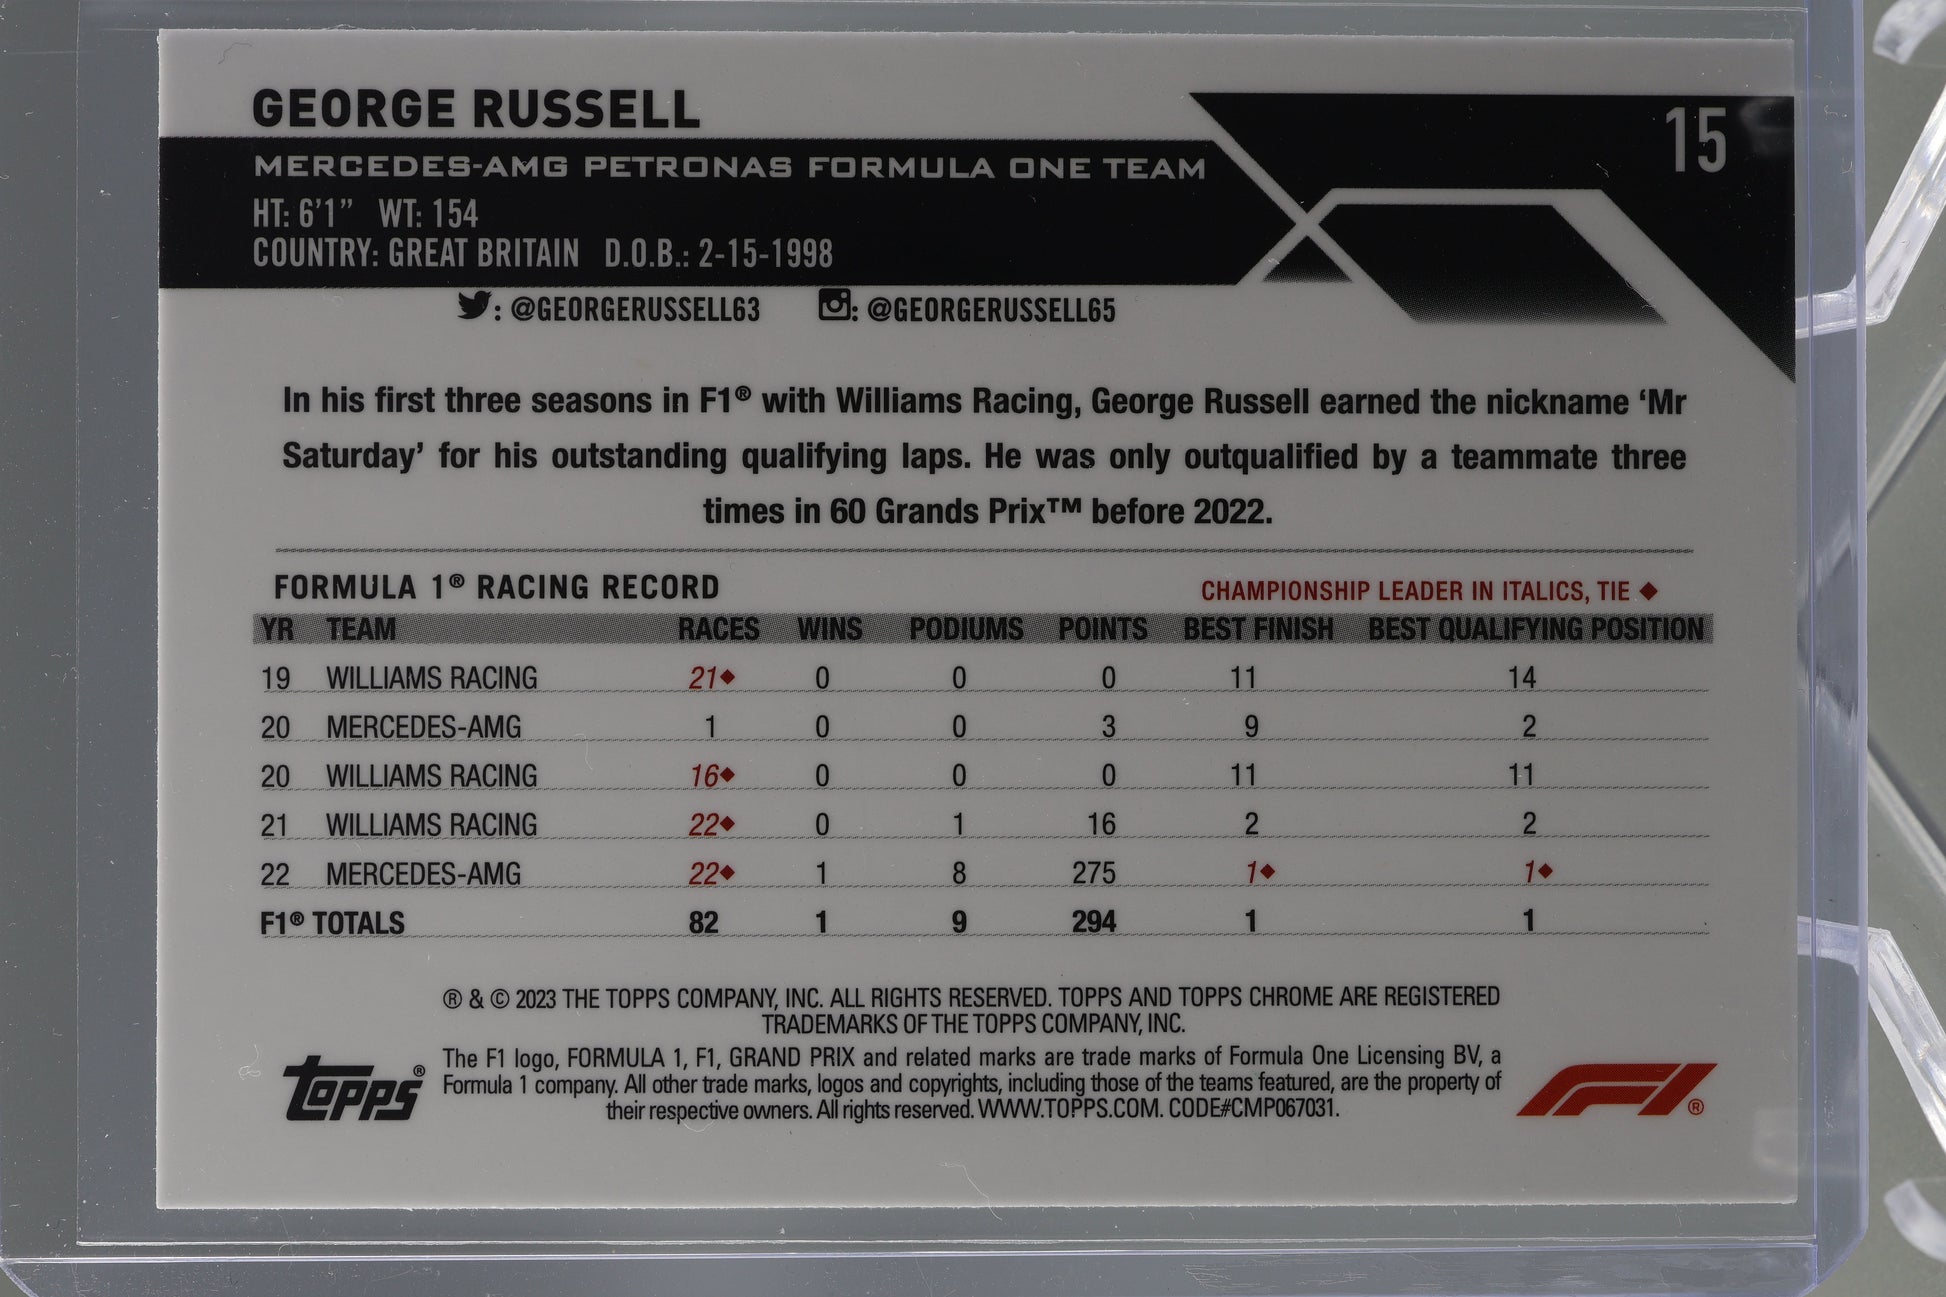 GEORGE RUSSELL
15
MERCEDES-AMG PETRONAS FORMULA ONE TEAM
HT: 6'1” WT: 154
COUNTRY: GREAT BRITAIN D.O.B.: 2-15-1998
: @GEORGERUSSELL63 : @GEORGERUSSELL65
In his first three seasons in F1® with Williams Racing, George Russell earned the nickname ‘Mr
Saturday’ for his outstanding qualifying laps. He was only outqualified by a teammate three
times in 60 Grands Prix™ before 2022.
FORMULA 1® RACING RECORD CHAMPIONSHIP LEADER IN ITALICS, TIE ◆
YR TEAM RACES WINS PODIUMS POINTS BEST FINISH BEST QUALIFYING POSITION
19 WILLIAMS RACING 21◆ 0 0 0 11 14
20 MERCEDES-AMG 1 0 0 3 9 2
20 WILLIAMS RACING 16◆ 0 0 0 11 11
21 WILLIAMS RACING 22◆ 0 1 16 2 2
22 MERCEDES-AMG 22◆ 1 8 275 1◆ 1◆
F1® TOTALS 82 1 9 294 1 1
® & © 2023 THE TOPPS COMPANY, INC. ALL RIGHTS RESERVED. TOPPS AND TOPPS CHROME ARE REGISTERED
TRADEMARKS OF THE TOPPS COMPANY, INC.
The F1 logo, FORMULA 1, F1, GRAND PRIX and related marks are trade marks of Formula One Licensing BV, a
Formula 1 company. All other trade marks, logos and copyrights, including those of the teams featured, are the property of
their respective owners. All rights reserved. WWW.TOPPS.COM. CODE#CMP067031.
Topps®
F1®